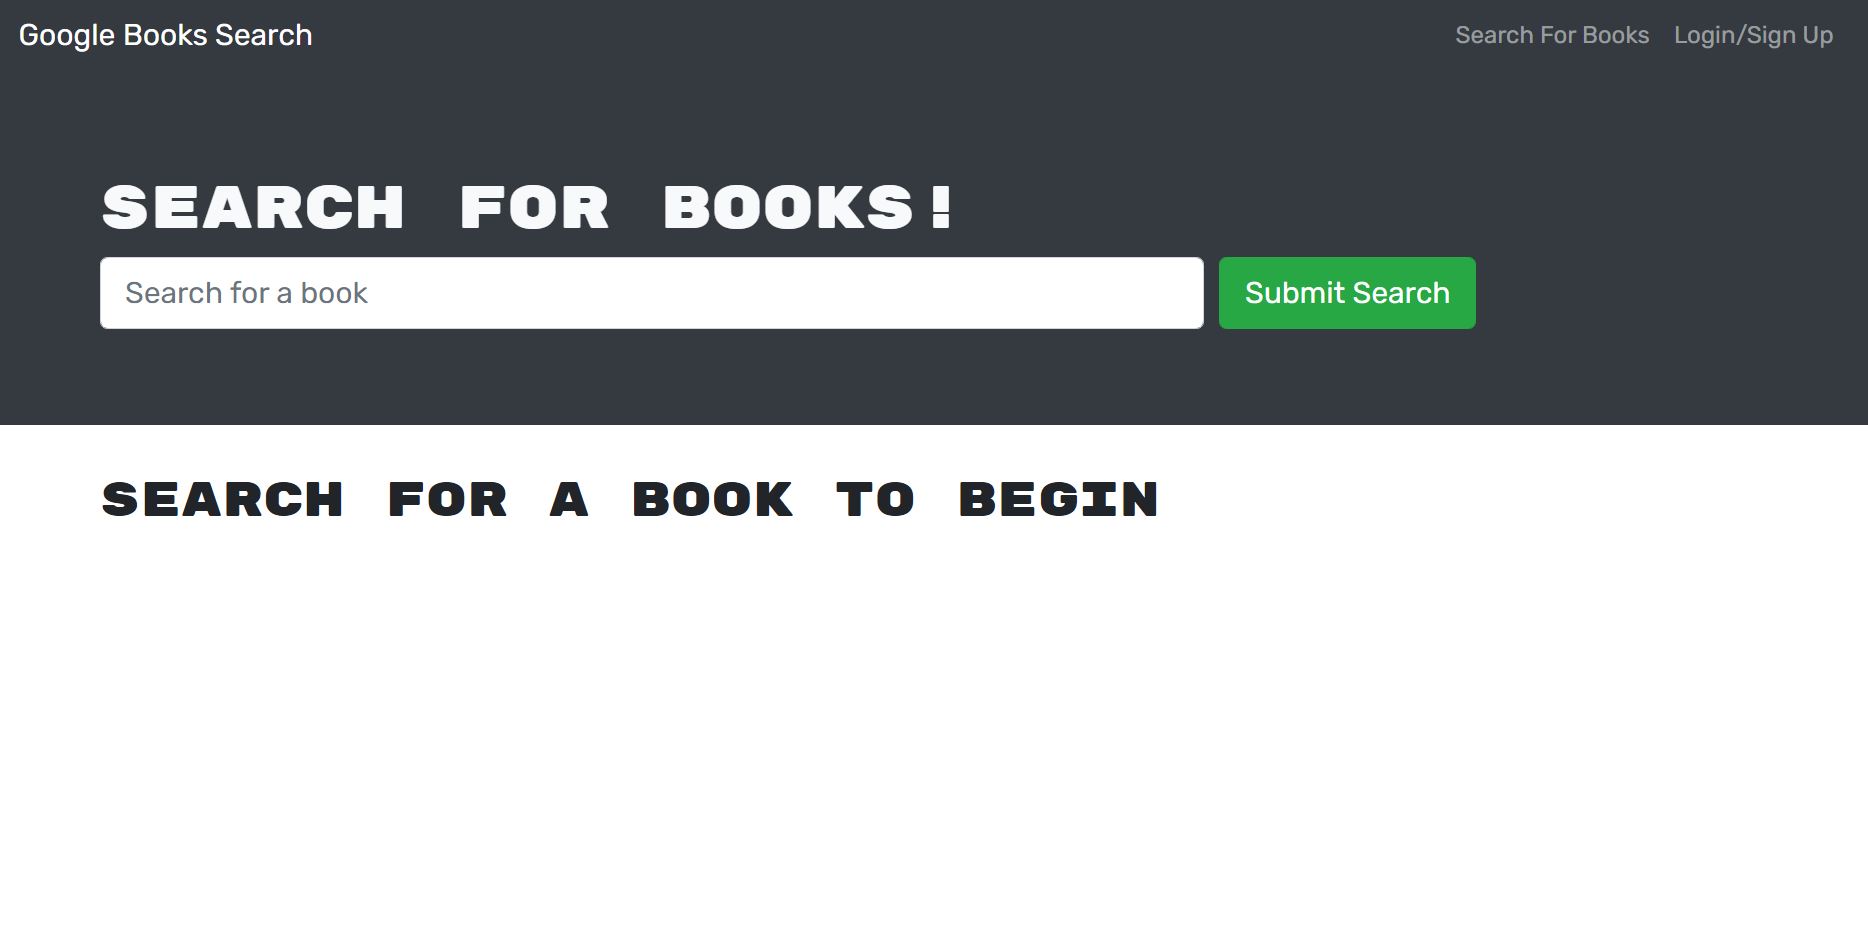 Google Books Search Search For Books Login/Sign Up
SEARCH FOR BOOKS!
Search for a book Submit Search
SEARCH FOR A BOOK TO BEGIN